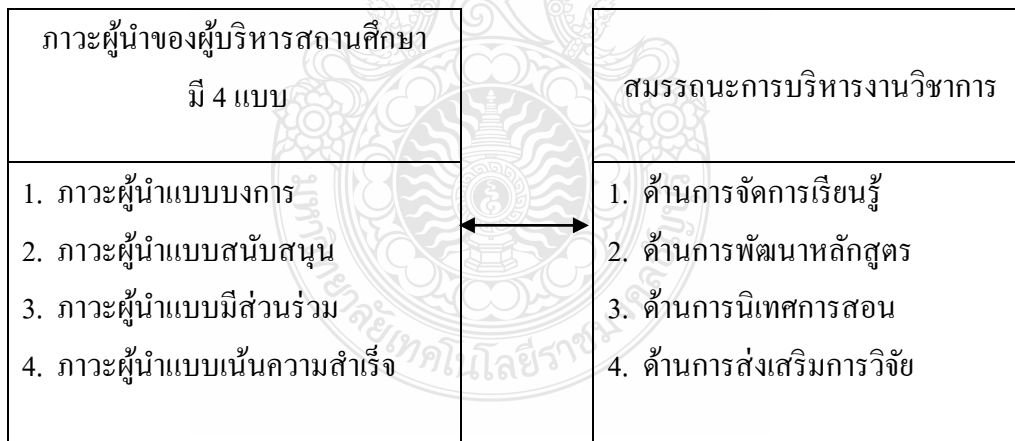 ภาวะผู้นำของผู้บริหารสถานศึกษา
มี 4 แบบ
1. ภาวะผู้นำแบบบงการ
2. ภาวะผู้นำแบบสนับสนุน
3. ภาวะผู้นำแบบมีส่วนร่วม
4. ภาวะผู้นำแบบเน้นความสำเร็จ
สมรรถนะการบริหารงานวิชาการ
1. ด้านการจัดการเรียนรู้
2. ด้านการพัฒนาหลักสูตร
3. ด้านการนิเทศการสอน
4. ด้านการส่งเสริมการวิจัย